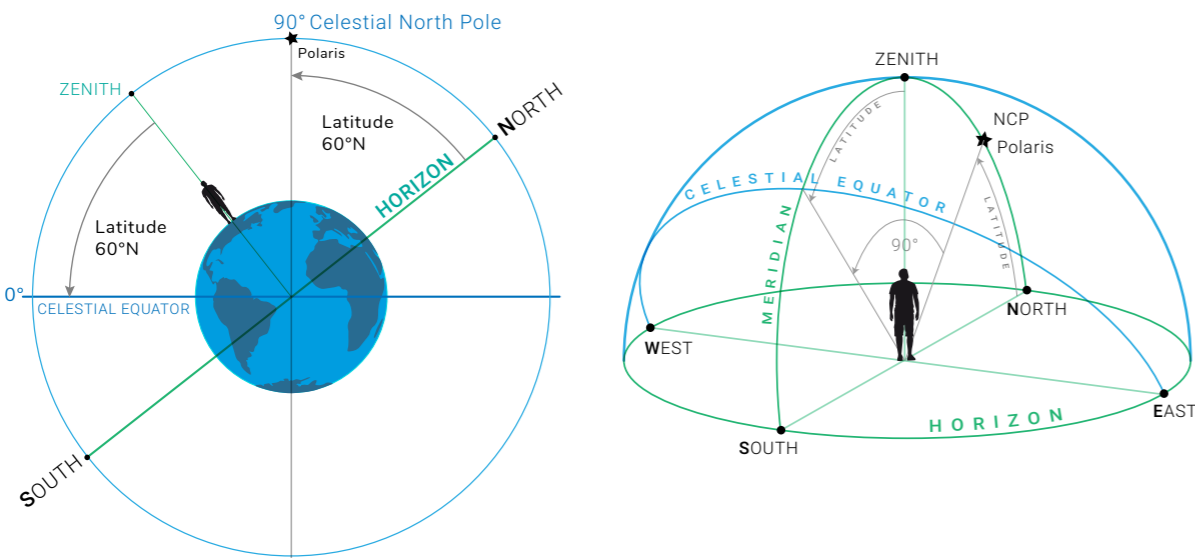 90° Celestial North Pole
Polaris
ZENITH
NORTH
Latitude
60°N
HORIZON
Latitude
60°N
0°
CELESTIAL EQUATOR
SOUTH
ZENITH
LATITUDE
NCP
Polaris
CELESTIAL EQUATOR
LATITUDE
90°
MERIDIAN
NORTH
WEST
EAST
HORIZON
SOUTH